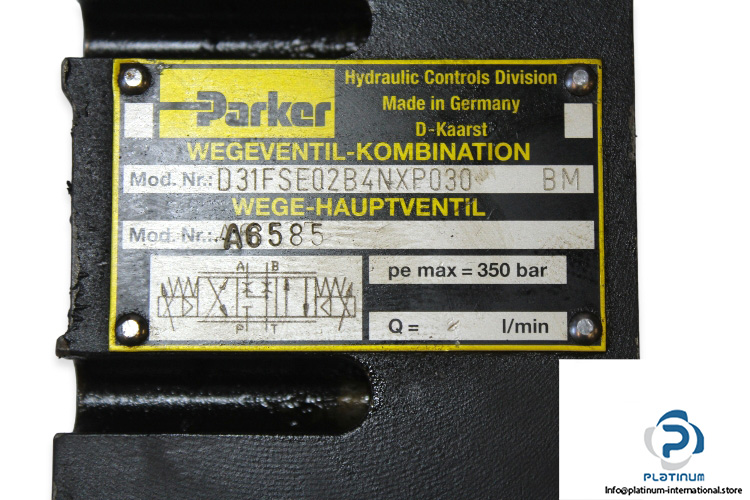 Parker
Hydraulic Controls Division
Made in Germany
D-Kaarst
WEGEVENTIL-KOMBINATION
Mod. Nr.: D31FSE02B4NXP030 BM
WEGE-HAUPTVENTIL
Mod. Nr.: A6585
A B
P T
pe max = 350 bar
Q = l/min
PLATINUM
Info@platinum-international.store